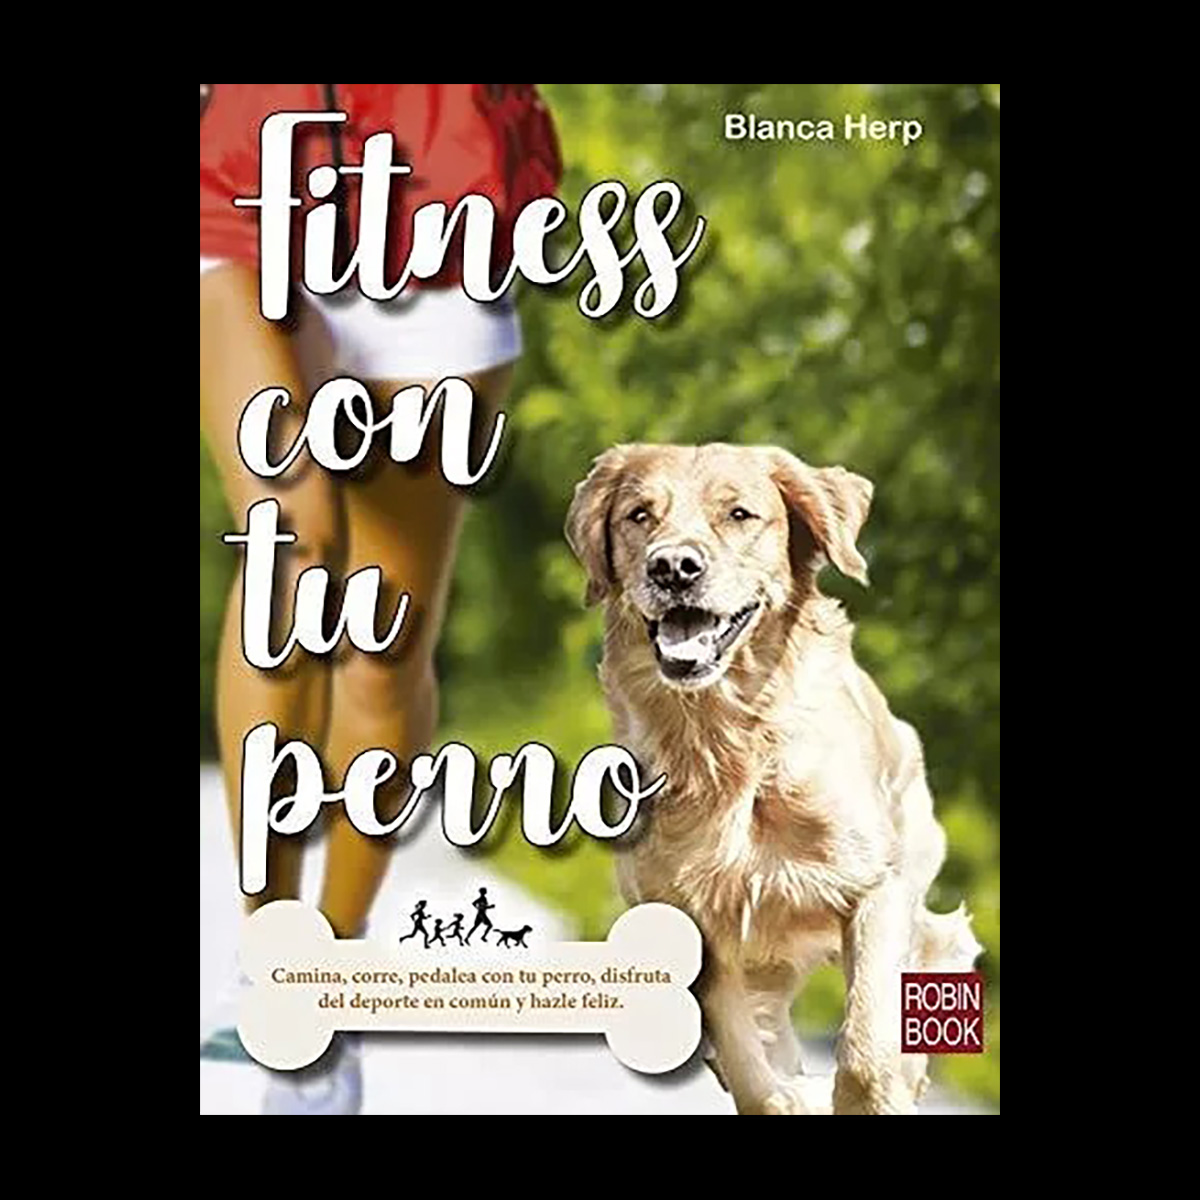 Blanca Herp
fitness
con
tu
perro
Camina, corre, pedalea con tu perro, disfruta
del deporte en común y hazle feliz.
ROBIN
BOOK